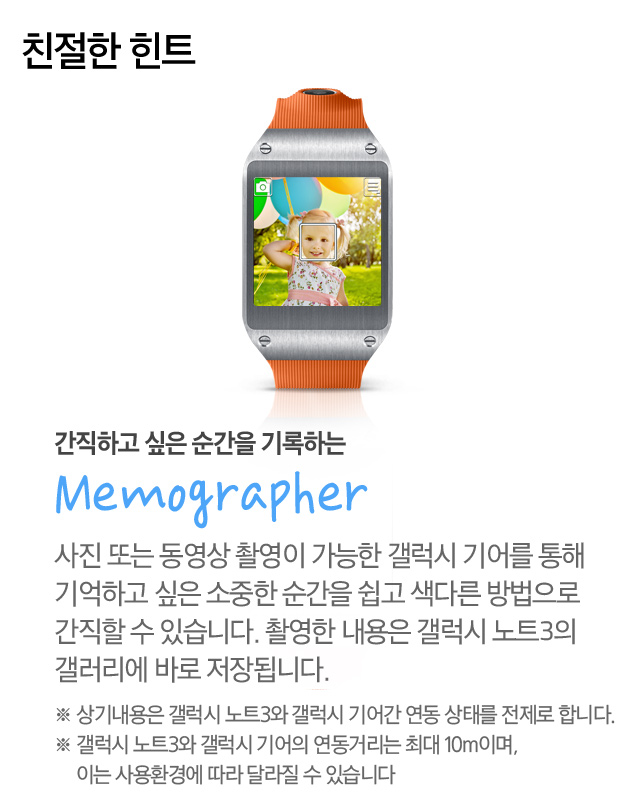 친절한 힌트
간직하고 싶은 순간을 기록하는
Memographer
사진 또는 동영상 촬영이 가능한 갤럭시 기어를 통해
기억하고 싶은 소중한 순간을 쉽고 색다른 방법으로
간직할 수 있습니다. 촬영한 내용은 갤럭시 노트3의
갤러리에 바로 저장됩니다.
※ 상기내용은 갤럭시 노트3와 갤럭시 기어간 연동 상태를 전제로 합니다.
※ 갤럭시 노트3와 갤럭시 기어의 연동거리는 최대 10m이며,
이는 사용환경에 따라 달라질 수 있습니다